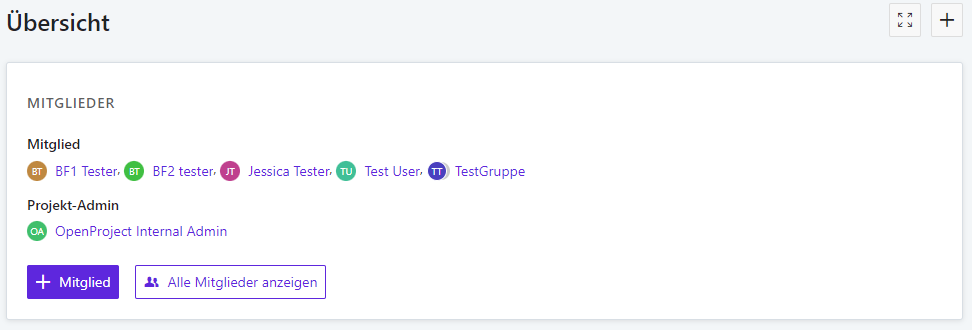 Übersicht
MITGLIEDER
Mitglied
BT BF1 Tester, BT BF2 tester, JT Jessica Tester, TU Test User, TT TestGruppe
Projekt-Admin
OA OpenProject Internal Admin
+ Mitglied Alle Mitglieder anzeigen